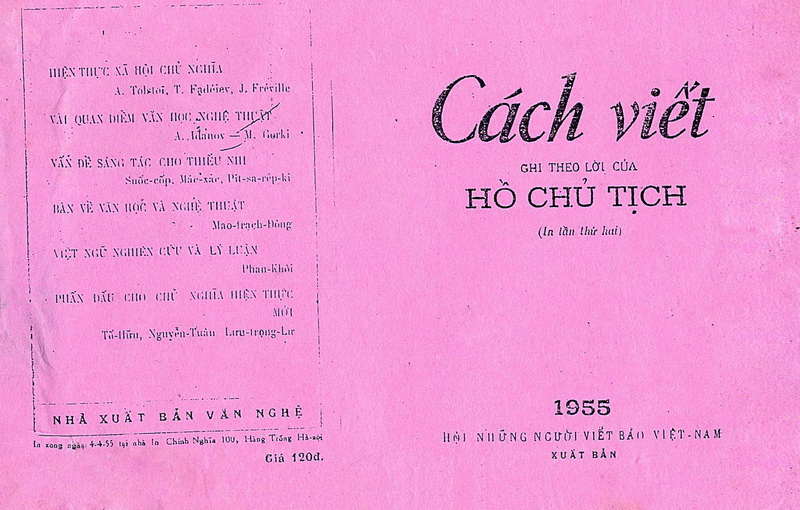 HIỆN THỰC XÃ HỘI CHỦ NGHĨA
A. Tolstoï, T. Fadéiev, J. Fréville
VÀI QUAN ĐIỂM VĂN HỌC NGHỆ THUẬT
A. Idanov — M. Gorki
VẤN ĐỀ SÁNG TÁC CHO THIẾU NHI
Suốc-cốp, Mác-xắc, Pít-sa-rép-ki
BÀN VỀ VĂN HỌC VÀ NGHỆ THUẬT
Mao-trạch-Đông
VIỆT NGỮ NGHIÊN CỨU VÀ LÝ LUẬN
Phan-Khôi
PHẤN ĐẤU CHO CHỦ NGHĨA HIỆN THỰC
MỚI
Tố-Hữu, Nguyễn-Tuân Lưu-trọng-Lư
NHÀ XUẤT BẢN VĂN NGHỆ
In xong ngày 4-4-55 tại nhà in Chính Nghĩa 100, Hàng Trống Hà-nội
Giá 120đ.
Cách viết
GHI THEO LỜI CỦA
HỒ CHỦ TỊCH
(In lần thứ hai)
1955
HỘI NHỮNG NGƯỜI VIẾT BÁO VIỆT-NAM
XUẤT BẢN